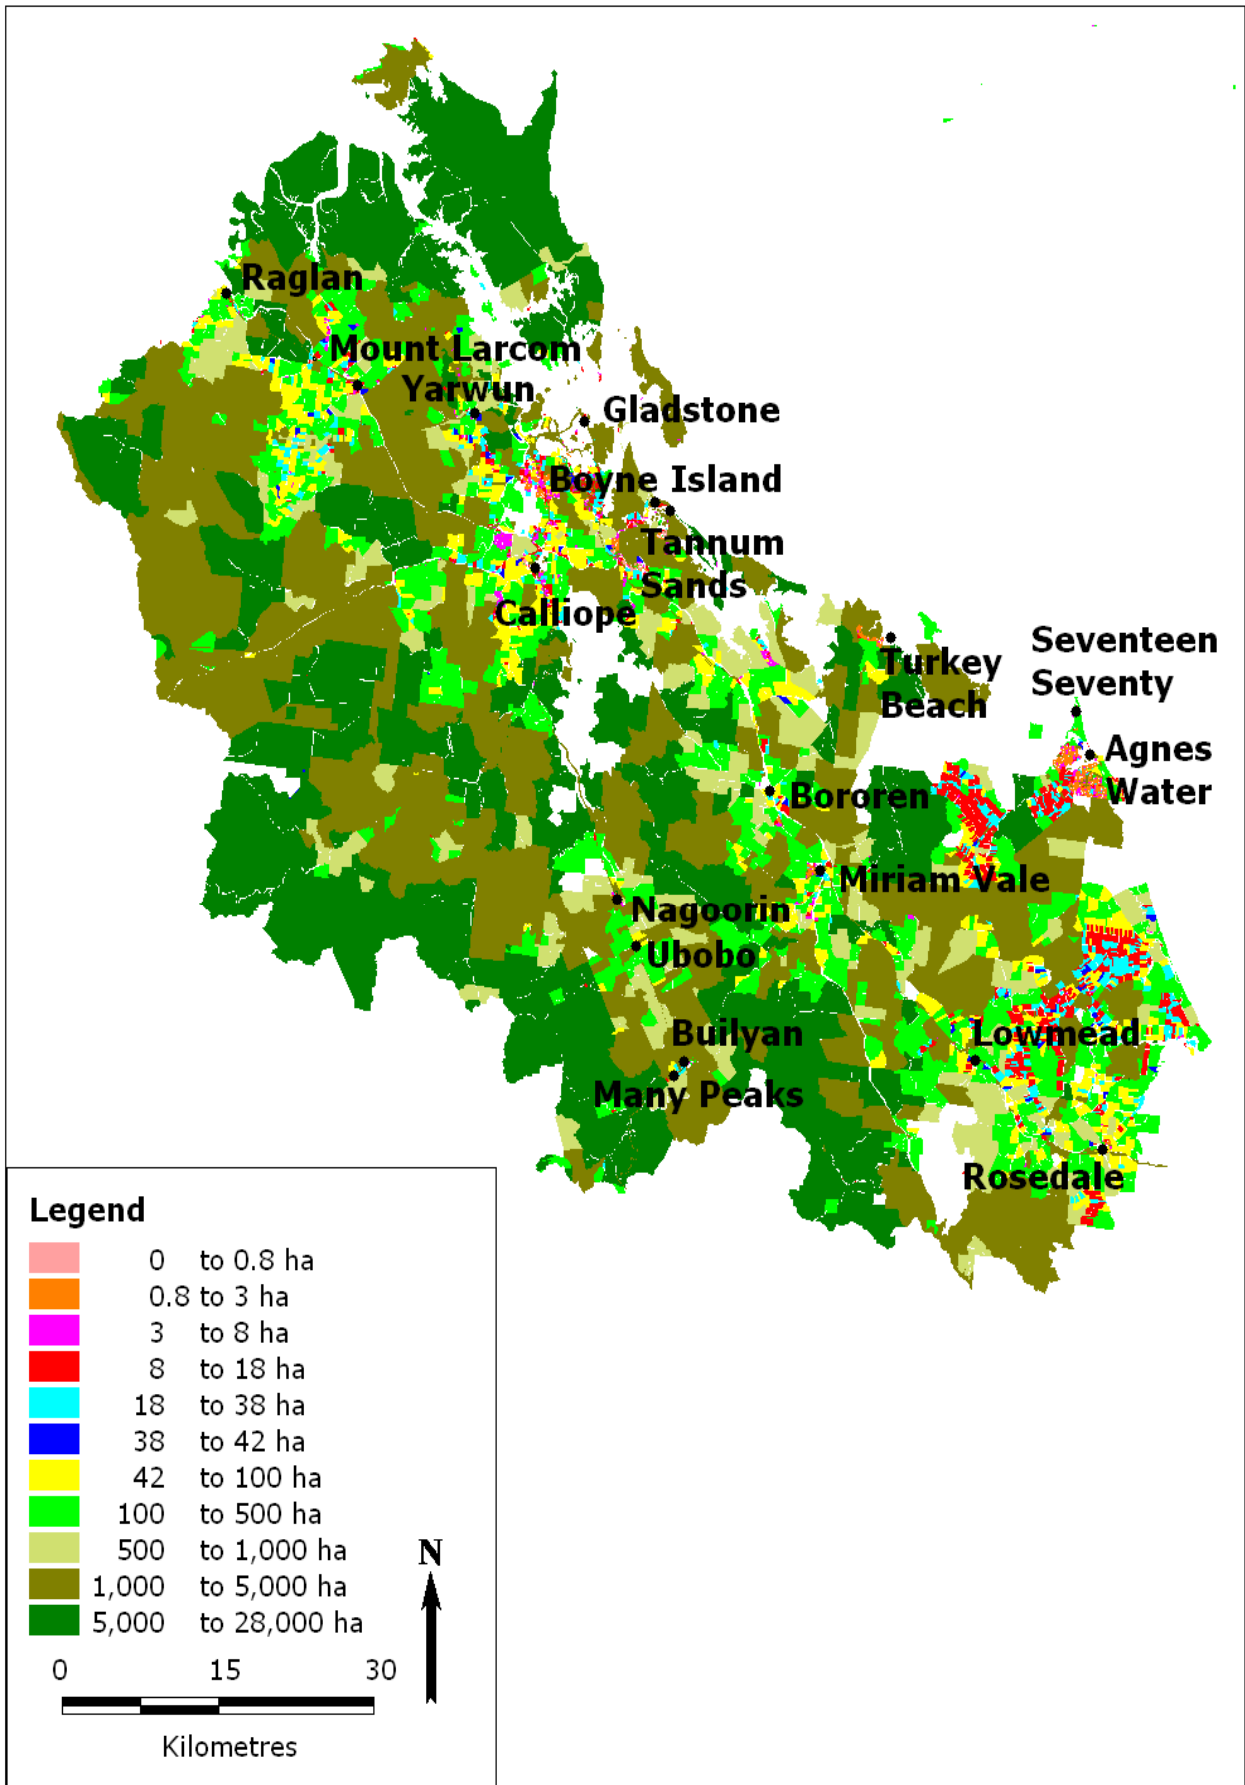 Raglan
Mount Larcom
Yarwun
Gladstone
Boyne Island
Tannum
Sands
Calliope
Turkey
Beach
Seventeen
Seventy
Agnes
Water
Bororen
Miriam Vale
Nagoorin
Ubobo
Builyan
Many Peaks
Lowmead
Rosedale
Legend
0 to 0.8 ha
0.8 to 3 ha
3 to 8 ha
8 to 18 ha
18 to 38 ha
38 to 42 ha
42 to 100 ha
100 to 500 ha
500 to 1,000 ha
1,000 to 5,000 ha
5,000 to 28,000 ha
N
0 15 30
Kilometres